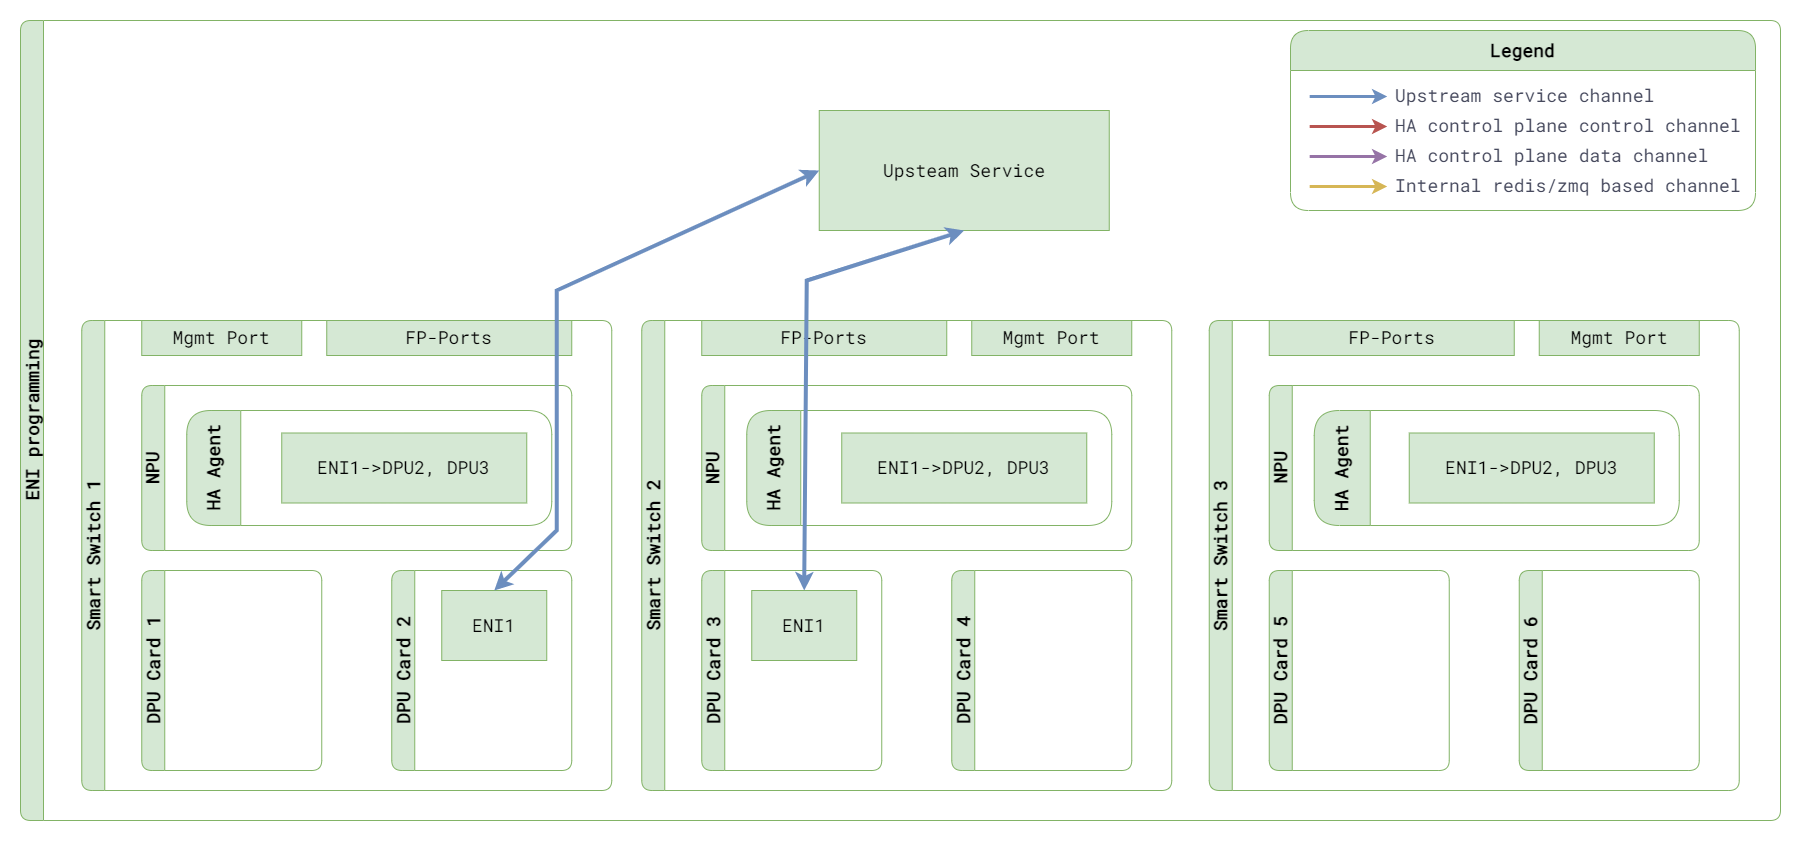 ENI programming
Legend
Upstream service channel
HA control plane control channel
HA control plane data channel
Internal redis/zmq based channel
Upsteam Service
Smart Switch 1
Mgmt Port
FP-Ports
NPU
HA Agent
ENI1->DPU2, DPU3
DPU Card 1
DPU Card 2
ENI1
Smart Switch 2
FP-Ports
Mgmt Port
NPU
HA Agent
ENI1->DPU2, DPU3
DPU Card 3
ENI1
DPU Card 4
Smart Switch 3
FP-Ports
Mgmt Port
NPU
HA Agent
ENI1->DPU2, DPU3
DPU Card 5
DPU Card 6